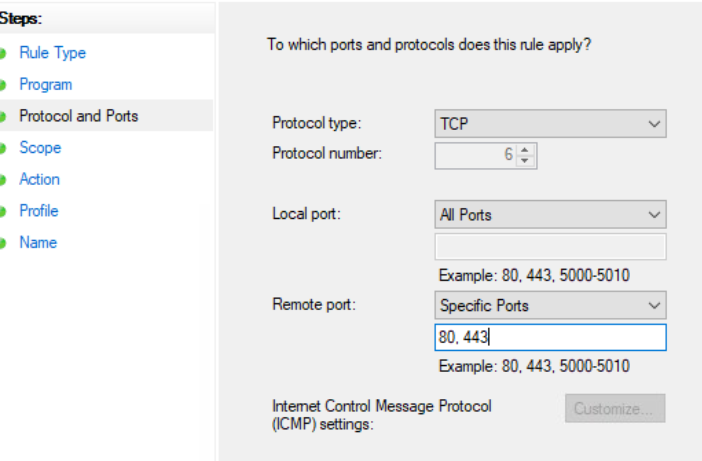 Steps:
Rule Type
Program
Protocol and Ports
Scope
Action
Profile
Name
To which ports and protocols does this rule apply?
Protocol type: TCP
Protocol number: 6
Local port: All Ports
Example: 80, 443, 5000-5010
Remote port: Specific Ports
80, 443
Example: 80, 443, 5000-5010
Internet Control Message Protocol
(ICMP) settings:
Customize...